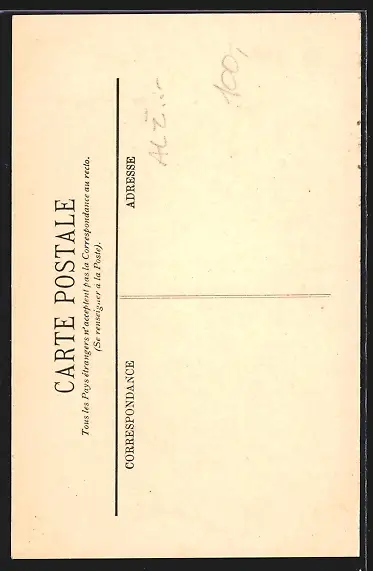 CARTE POSTALE
Tous les Pays étrangers n'acceptent pas la Correspondance au recto.
(Se renseigner à la Poste).
CORRESPONDANCE
ADRESSE
100,-